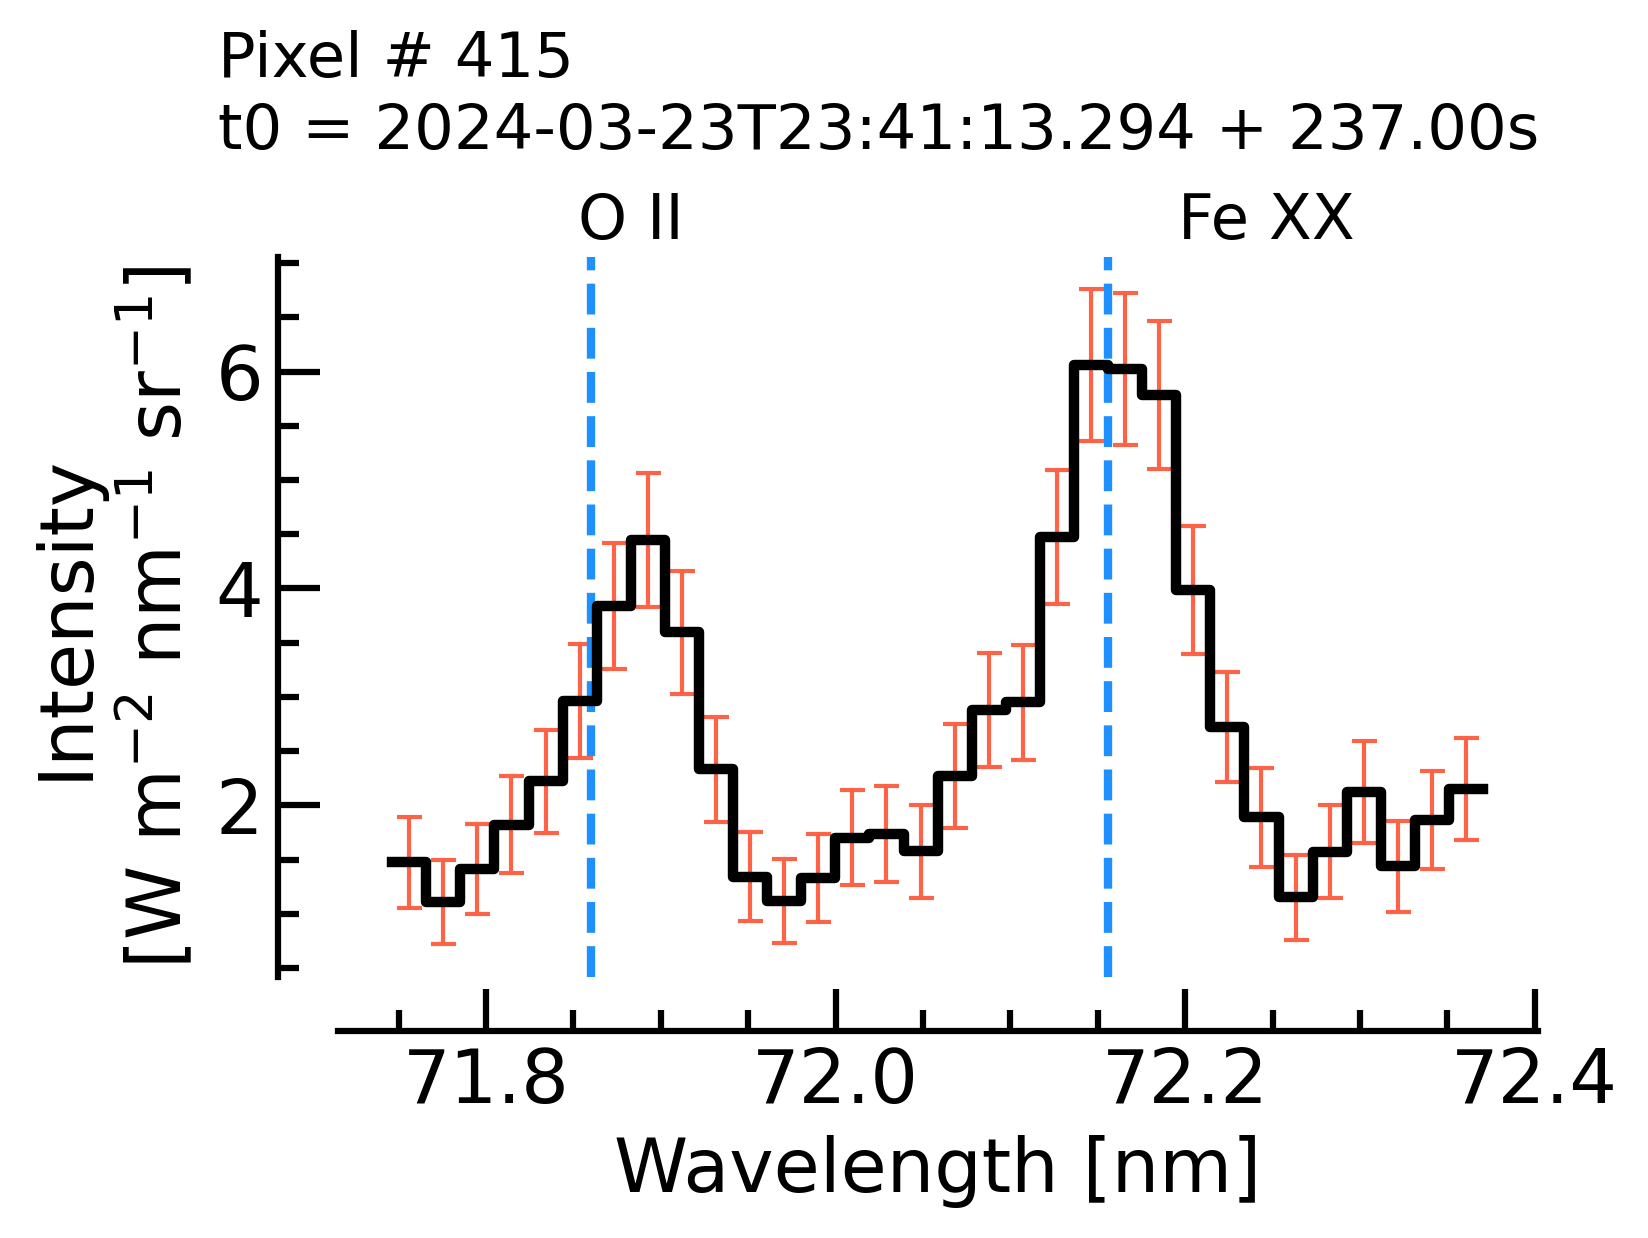 Pixel # 415
t0 = 2024-03-23T23:41:13.294 + 237.00s
O II
Fe XX
Intensity
[W m⁻² nm⁻¹ sr⁻¹]
6
4
2
71.8 72.0 72.2 72.4
Wavelength [nm]